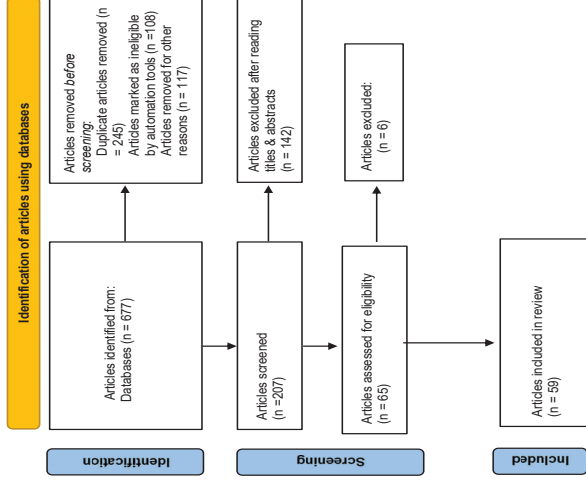 Identification of articles using databases
Identification
Articles identified from:
Databases (n = 677)
Articles removed before
screening:
Duplicate articles removed (n
= 245)
Articles marked as ineligible
by automation tools (n =108)
Articles removed for other
reasons (n = 117)
Screening
Articles screened
(n =207)
Articles excluded after reading
titles & abstracts
(n = 142)
Articles assessed for eligibility
(n = 65)
Articles excluded:
(n = 6)
Included
Articles included in review
(n = 59)